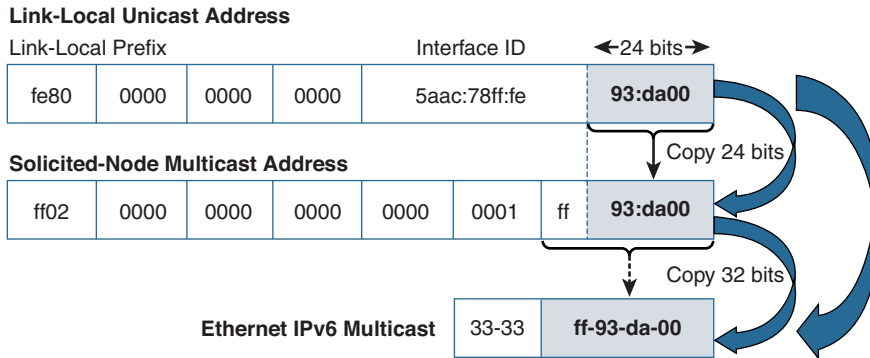 Link-Local Unicast Address
Link-Local Prefix Interface ID 24 bits
fe80 0000 0000 0000 5aac:78ff:fe 93:da00
Copy 24 bits
Solicited-Node Multicast Address
ff02 0000 0000 0000 0000 0001 ff 93:da00
Copy 32 bits
Ethernet IPv6 Multicast 33-33 ff-93-da-00